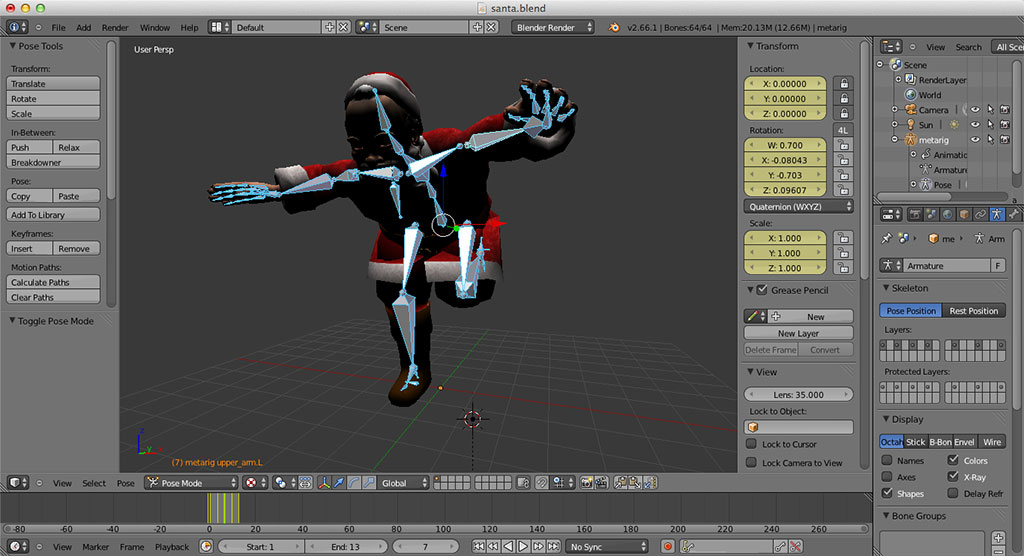 santa.blend
File Add Render Window Help Default Scene Blender Render v2.66.1 | Bones:64/64 | Mem:20.13M (12.66M) | metarig
Pose Tools
Transform:
Translate
Rotate
Scale
In-Between:
Push Relax
Breakdowner
Pose:
Copy Paste
Add To Library
Keyframes:
Insert Remove
Motion Paths:
Calculate Paths
Clear Paths
Toggle Pose Mode
User Persp
z
y x
(7) metarig upper_arm.L
Transform
Location:
X: 0.00000
Y: 0.00000
Z: 0.00000
Rotation: 4L
W: 0.700
X: -0.08043
Y: -0.703
Z: 0.09607
Quaternion (WXYZ)
Scale:
X: 1.000
Y: 1.000
Z: 1.000
Grease Pencil
New
New Layer
Delete Frame Convert
View
Lens: 35.000
Lock to Object:
Lock to Cursor
Lock Camera to View
View Search All Sce
Scene
RenderLayer
World
Camera
Sun
metarig
Animatic
Armature
Pose
me Arm
Armature F
Skeleton
Pose Position Rest Position
Layers:
Protected Layers:
Display
Octah Stick B-Bon Envel Wire
Names Colors
Axes X-Ray
Shapes Delay Refr
Bone Groups
View Select Pose Pose Mode Global
-80 -60 -40 -20 0 20 40 60 80 100 120 140 160 180 200 220 240 260
View Marker Frame Playback Start: 1 End: 13 7 No Sync